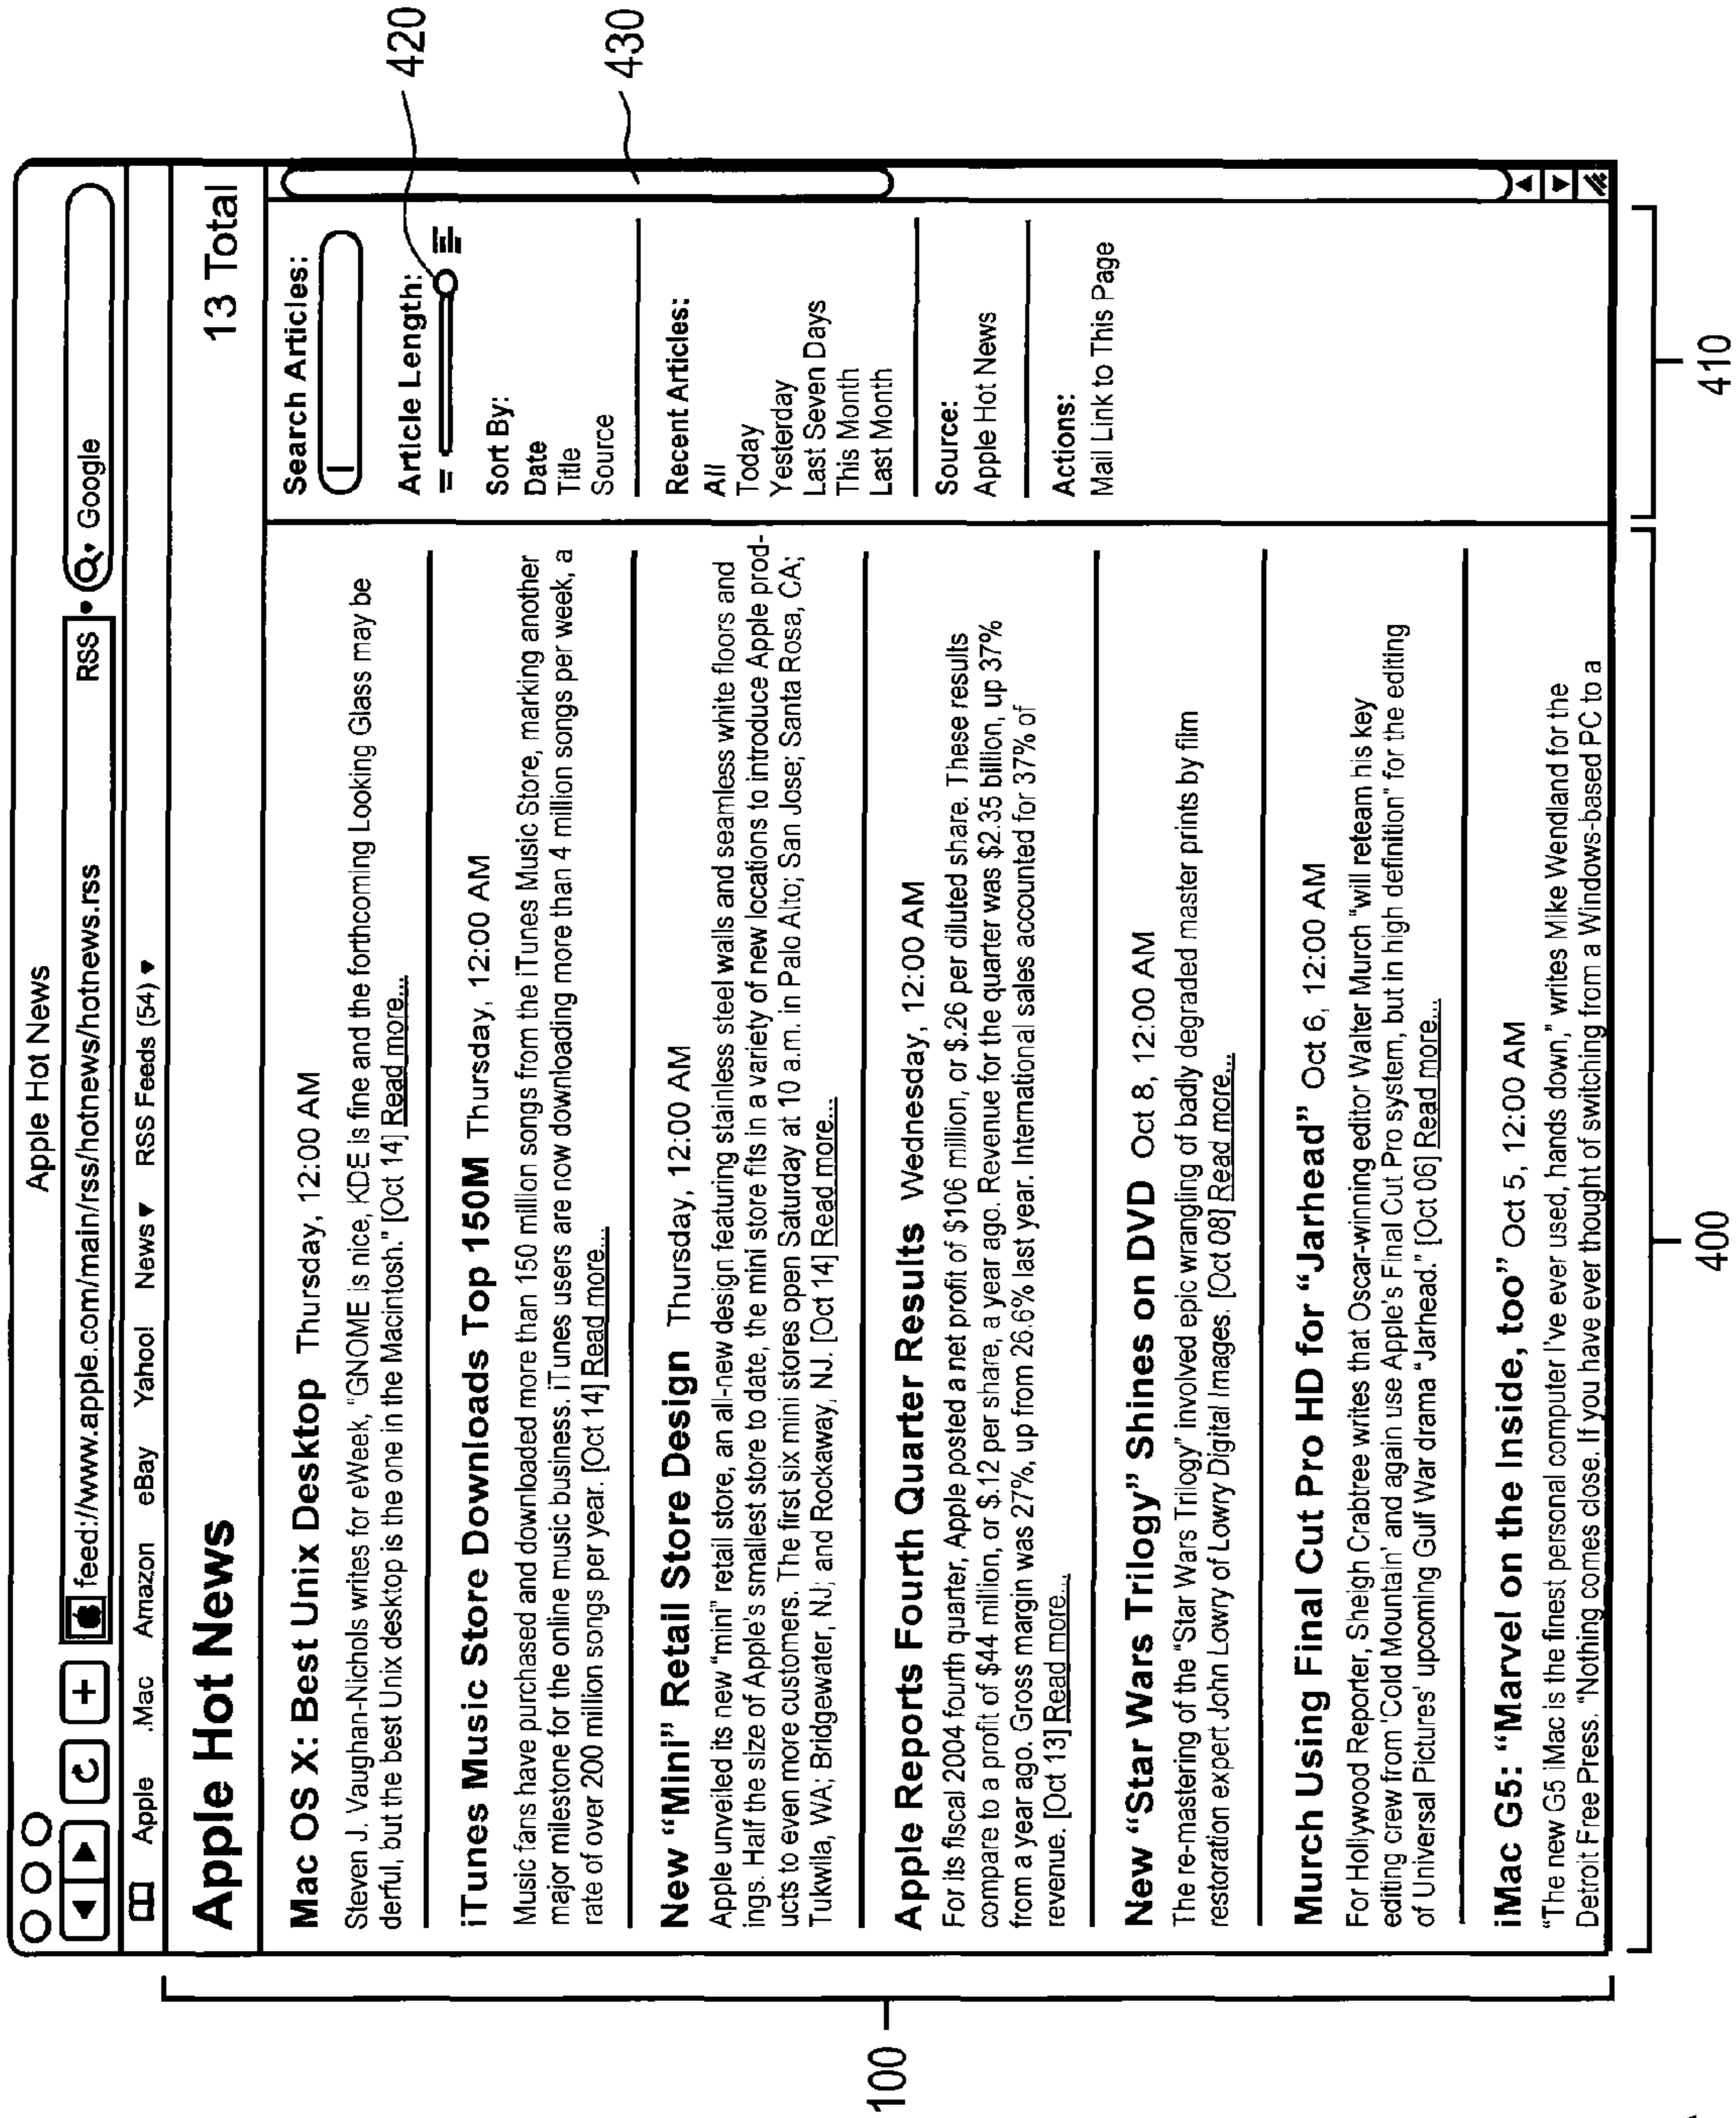 Apple Hot News
feed://www.apple.com/main/rss/hotnews/hotnews.rss RSS Google
Apple .Mac Amazon eBay Yahoo! News RSS Feeds (54)
Apple Hot News 13 Total
Mac OS X: Best Unix Desktop Thursday, 12:00 AM
Steven J. Vaughan-Nichols writes for eWeek, “GNOME is nice, KDE is fine and the forthcoming Looking Glass may be
derful, but the best Unix desktop is the one in the Macintosh.” [Oct 14] Read more...
iTunes Music Store Downloads Top 150M Thursday, 12:00 AM
Music fans have purchased and downloaded more than 150 million songs from the iTunes Music Store, marking another
major milestone for the online music business. iTunes users are now downloading more than 4 million songs per week, a
rate of over 200 million songs per year. [Oct 14] Read more...
New “Mini” Retail Store Design Thursday, 12:00 AM
Apple unveiled its new “mini” retail store, an all-new design featuring stainless steel walls and seamless white floors and
ings. Half the size of Apple's smallest store to date, the mini store fits in a variety of new locations to introduce Apple prod-
ucts to even more customers. The first six mini stores open Saturday at 10 a.m. in Palo Alto; San Jose; Santa Rosa, CA;
Tukwila, WA; Bridgewater, NJ; and Rockaway, NJ. [Oct 14] Read more...
Apple Reports Fourth Quarter Results Wednesday, 12:00 AM
For its fiscal 2004 fourth quarter, Apple posted a net profit of $106 million, or $.26 per diluted share. These results
compare to a profit of $44 million, or $.12 per share, a year ago. Revenue for the quarter was $2.35 billion, up 37%
from a year ago. Gross margin was 27%, up from 26.6% last year. International sales accounted for 37% of
revenue. [Oct 13] Read more...
New “Star Wars Trilogy” Shines on DVD Oct 8, 12:00 AM
The re-mastering of the “Star Wars Trilogy” involved epic wrangling of badly degraded master prints by film
restoration expert John Lowry of Lowry Digital Images. [Oct 08] Read more...
Murch Using Final Cut Pro HD for “Jarhead” Oct 6, 12:00 AM
For Hollywood Reporter, Sheigh Crabtree writes that Oscar-winning editor Walter Murch “will reteam his key
editing crew from 'Cold Mountain' and again use Apple's Final Cut Pro system, but in high definition” for the editing
of Universal Pictures' upcoming Gulf War drama “Jarhead.” [Oct 06] Read more...
iMac G5: “Marvel on the Inside, too” Oct 5, 12:00 AM
“The new G5 iMac is the finest personal computer I've ever used, hands down,” writes Mike Wendland for the
Detroit Free Press. “Nothing comes close. If you have ever thought of switching from a Windows-based PC to a
Search Articles:
Article Length:
Sort By:
Date
Title
Source
Recent Articles:
All
Today
Yesterday
Last Seven Days
This Month
Last Month
Source:
Apple Hot News
Actions:
Mail Link to This Page
420
430
100
400
410